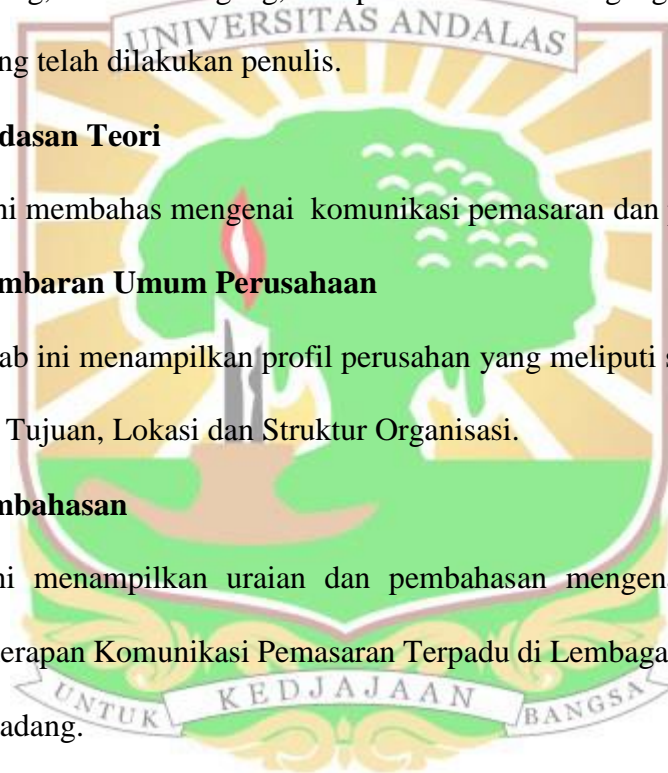 UNIVERSITAS ANDALAS
ng telah dilakukan penulis.
dasan Teori
ni membahas mengenai komunikasi pemasaran dan
mbaran Umum Perusahaan
ab ini menampilkan profil perusahan yang meliputi
Tujuan, Lokasi dan Struktur Organisasi.
mbahasan
ni menampilkan uraian dan pembahasan mengena
erapan Komunikasi Pemasaran Terpadu di Lembaga
UNTUK KEDJAJAAN BANGSA
adang.